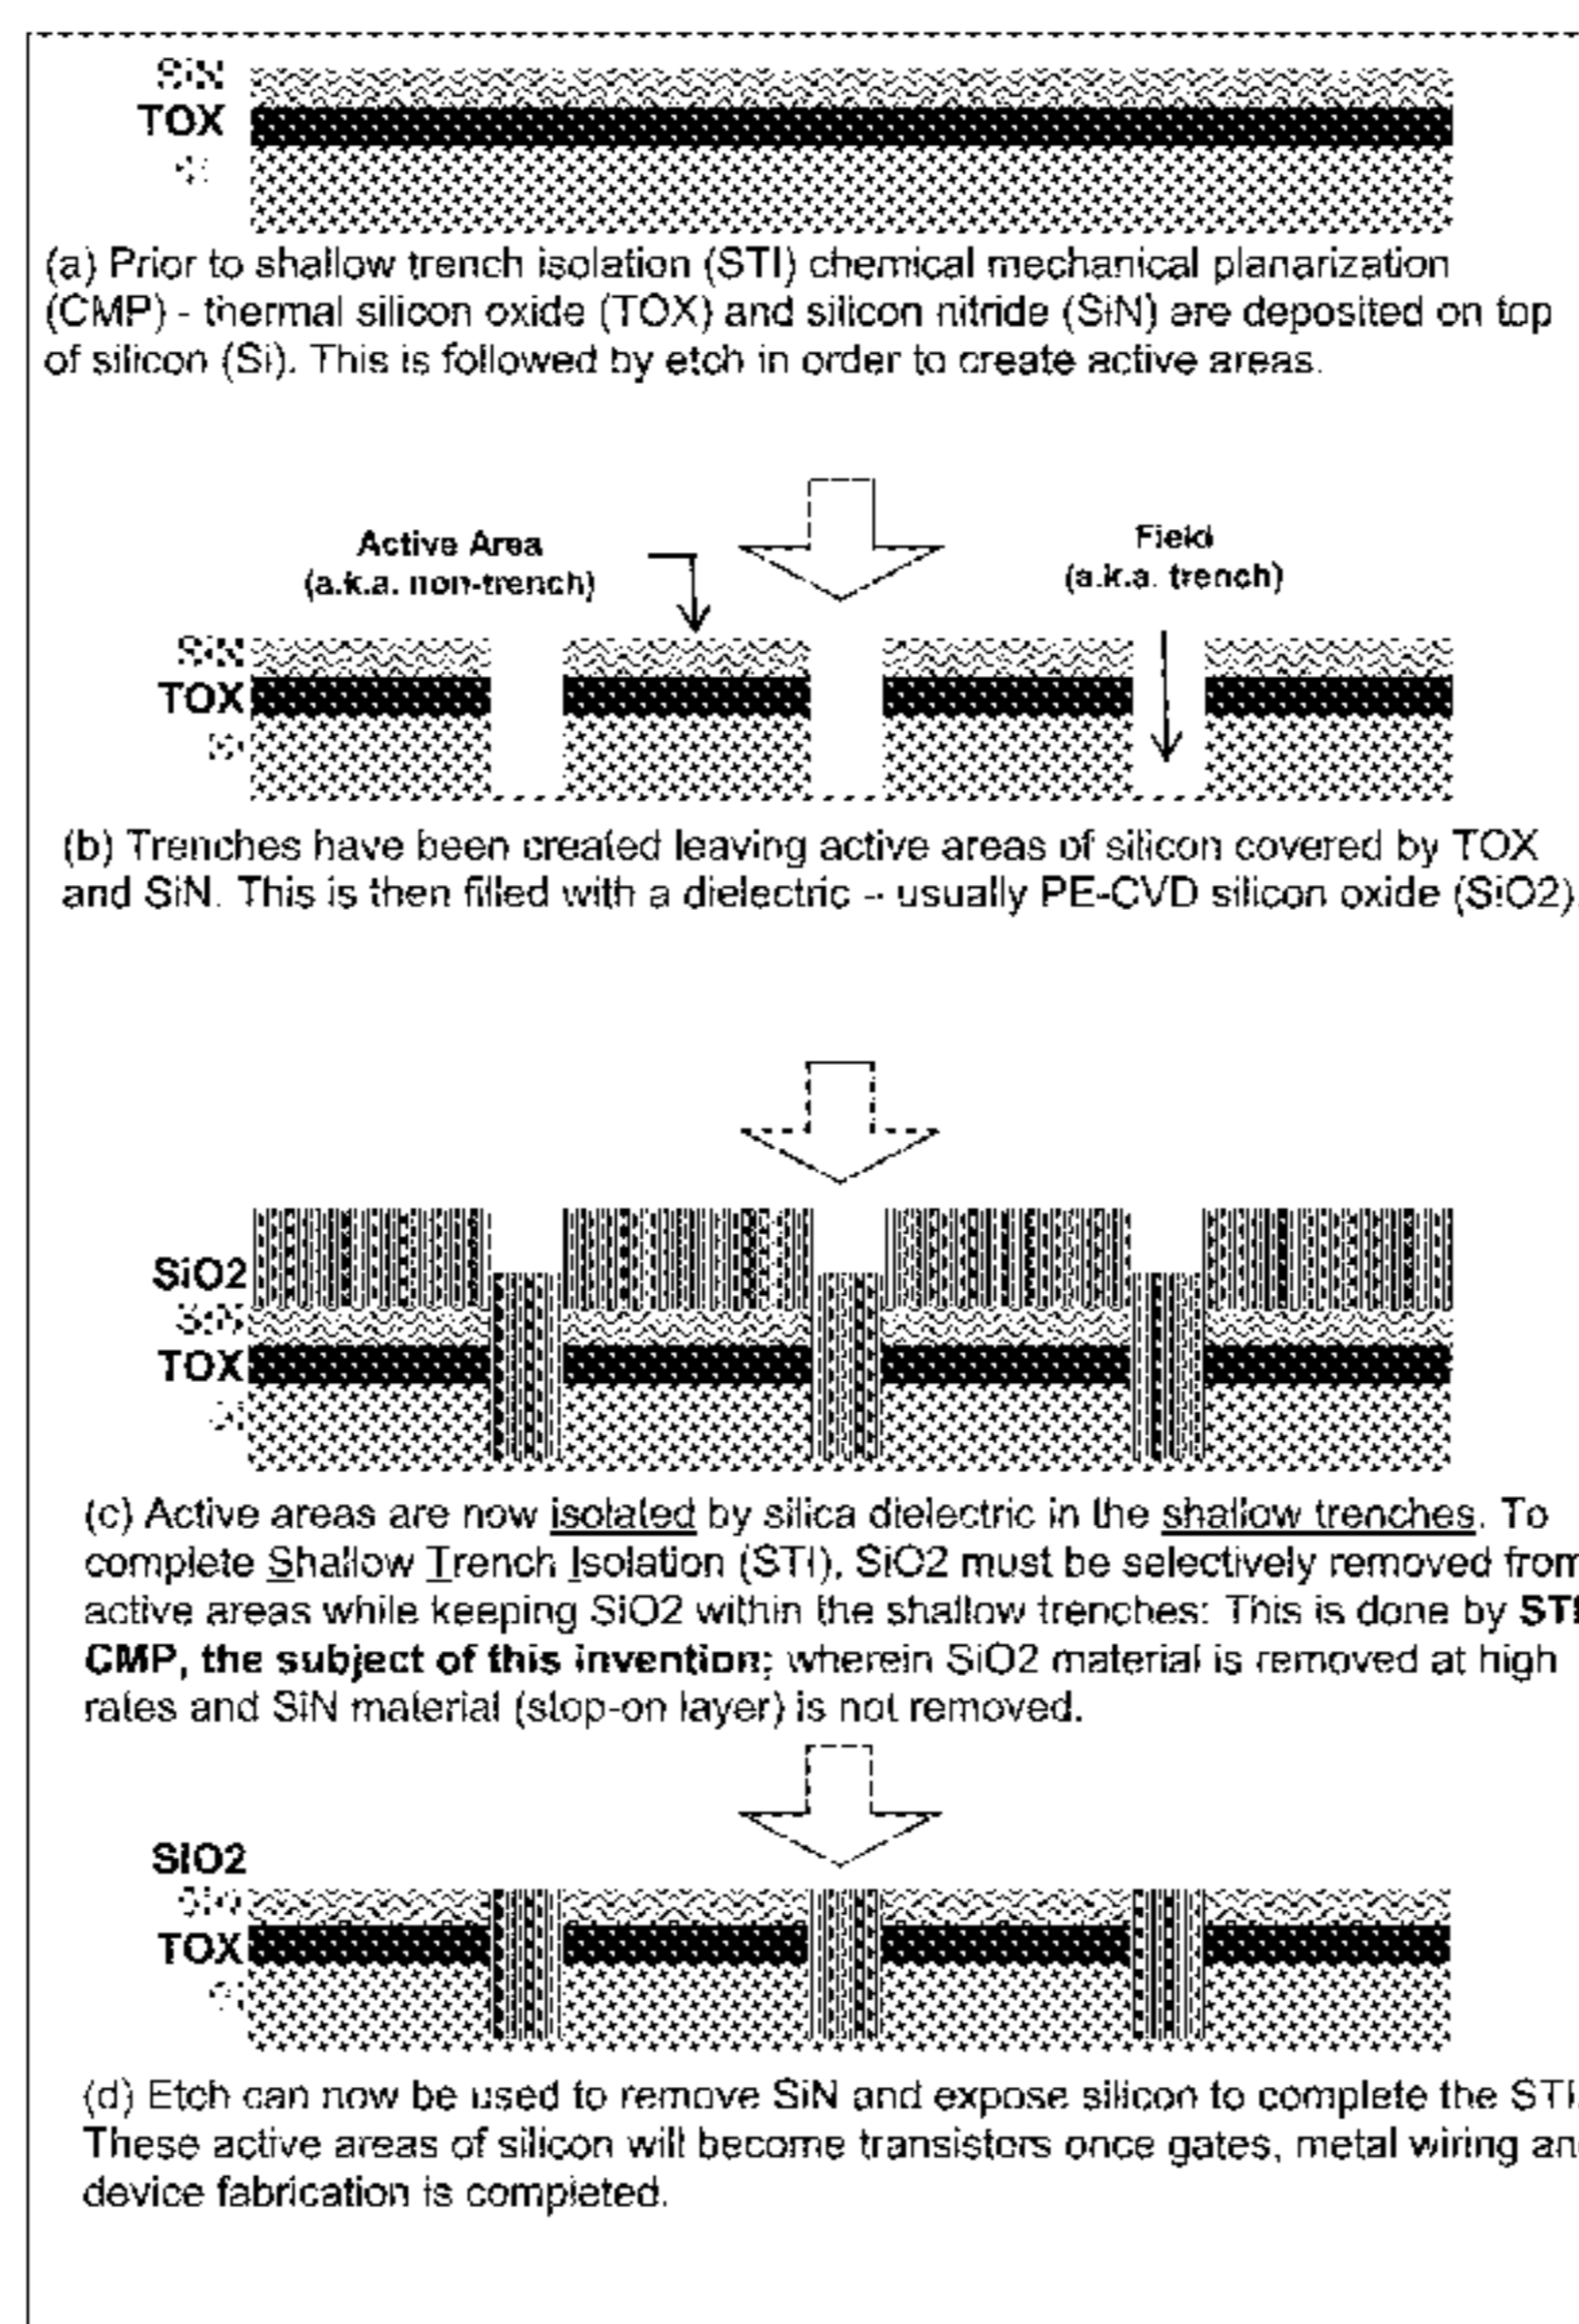 SiN
TOX
Si
(a) Prior to shallow trench isolation (STI) chemical mechanical planarization
(CMP) - thermal silicon oxide (TOX) and silicon nitride (SiN) are deposited on top
of silicon (Si). This is followed by etch in order to create active areas.
Active Area
(a.k.a. non-trench)
Field
(a.k.a. trench)
SiN
TOX
Si
(b) Trenches have been created leaving active areas of silicon covered by TOX
and SiN. This is then filled with a dielectric -- usually PE-CVD silicon oxide (SiO2).
SiO2
SiN
TOX
Si
(c) Active areas are now isolated by silica dielectric in the shallow trenches. To
complete Shallow Trench Isolation (STI), SiO2 must be selectively removed from
active areas while keeping SiO2 within the shallow trenches: This is done by STI
CMP, the subject of this invention; wherein SiO2 material is removed at high
rates and SiN material (stop-on layer) is not removed.
SiO2
SiN
TOX
Si
(d) Etch can now be used to remove SiN and expose silicon to complete the STI.
These active areas of silicon will become transistors once gates, metal wiring an
device fabrication is completed.